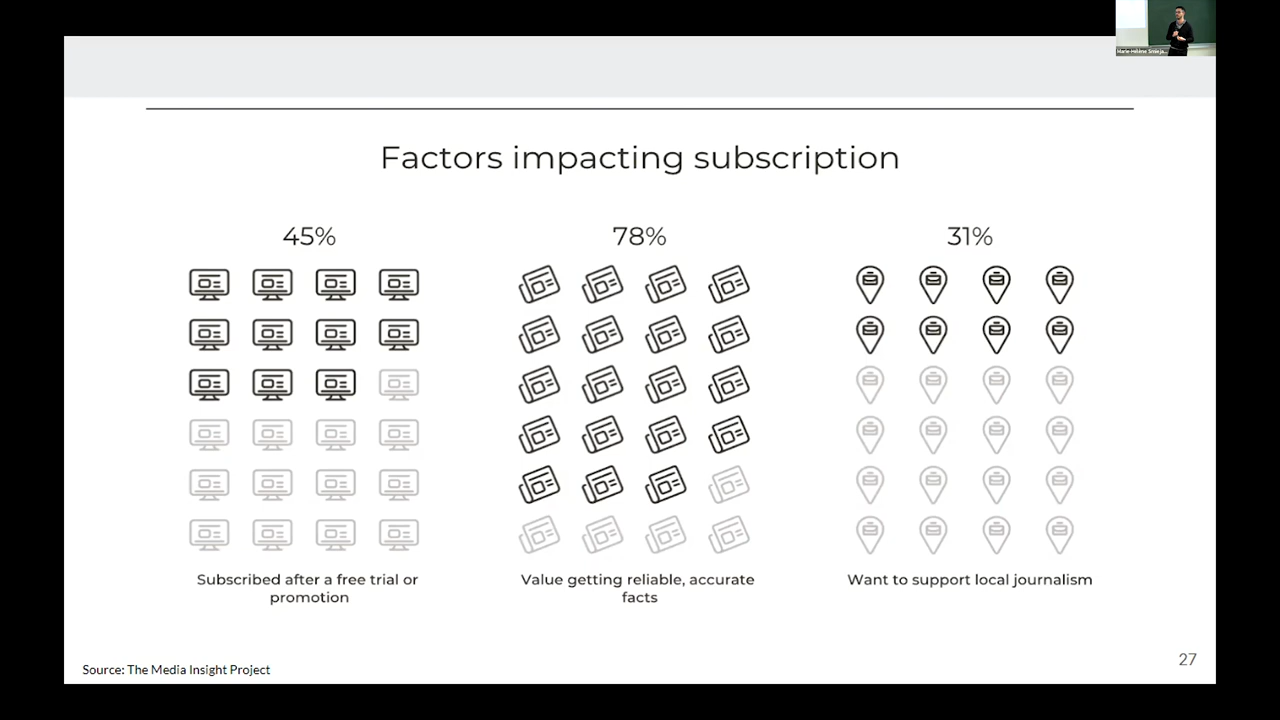 Factors impacting subscription
45%
78%
31%
Subscribed after a free trial or
promotion
Value getting reliable, accurate
facts
Want to support local journalism
Source: The Media Insight Project
27